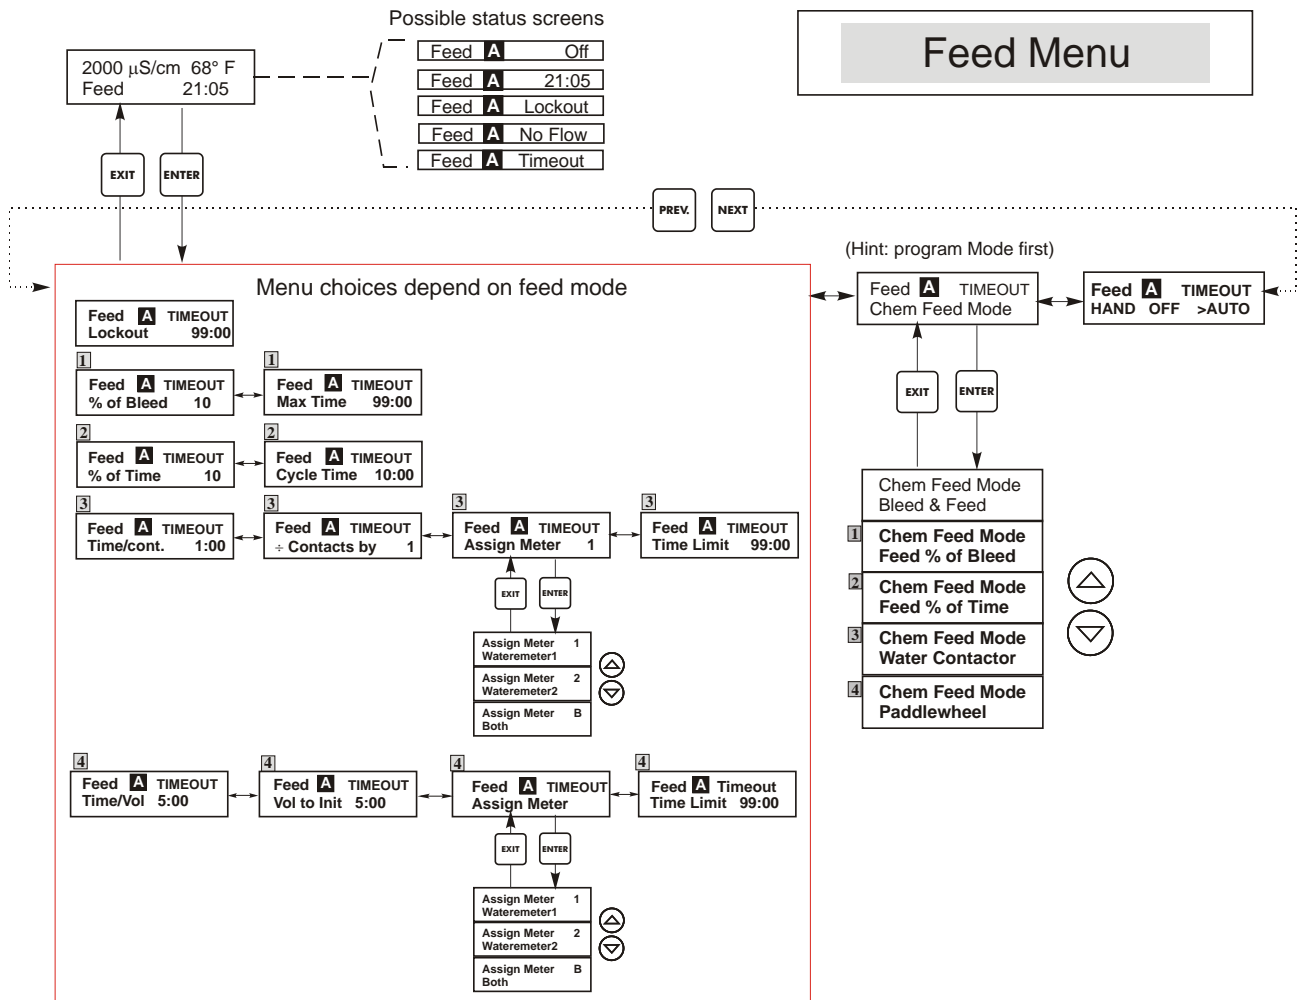 Possible status screens
Feed Menu
2000 µS/cm 68° F
Feed 21:05
Feed A Off
Feed A 21:05
Feed A Lockout
Feed A No Flow
Feed A Timeout
EXIT
ENTER
PREV.
NEXT
(Hint: program Mode first)
Menu choices depend on feed mode
Feed A TIMEOUT
Chem Feed Mode
Feed A TIMEOUT
HAND OFF >AUTO
Feed A TIMEOUT
Lockout 99:00
1
Feed A TIMEOUT
% of Bleed 10
1
Feed A TIMEOUT
Max Time 99:00
EXIT
ENTER
2
Feed A TIMEOUT
% of Time 10
2
Feed A TIMEOUT
Cycle Time 10:00
3
Feed A TIMEOUT
Time/cont. 1:00
3
Feed A TIMEOUT
÷ Contacts by 1
3
Feed A TIMEOUT
Assign Meter 1
3
Feed A TIMEOUT
Time Limit 99:00
EXIT
ENTER
Assign Meter 1
Wateremeter1
Assign Meter 2
Wateremeter2
Assign Meter B
Both
Chem Feed Mode
Bleed & Feed
1
Chem Feed Mode
Feed % of Bleed
2
Chem Feed Mode
Feed % of Time
3
Chem Feed Mode
Water Contactor
4
Chem Feed Mode
Paddlewheel
4
Feed A TIMEOUT
Time/Vol 5:00
4
Feed A TIMEOUT
Vol to Init 5:00
4
Feed A TIMEOUT
Assign Meter
4
Feed A Timeout
Time Limit 99:00
EXIT
ENTER
Assign Meter 1
Wateremeter1
Assign Meter 2
Wateremeter2
Assign Meter B
Both